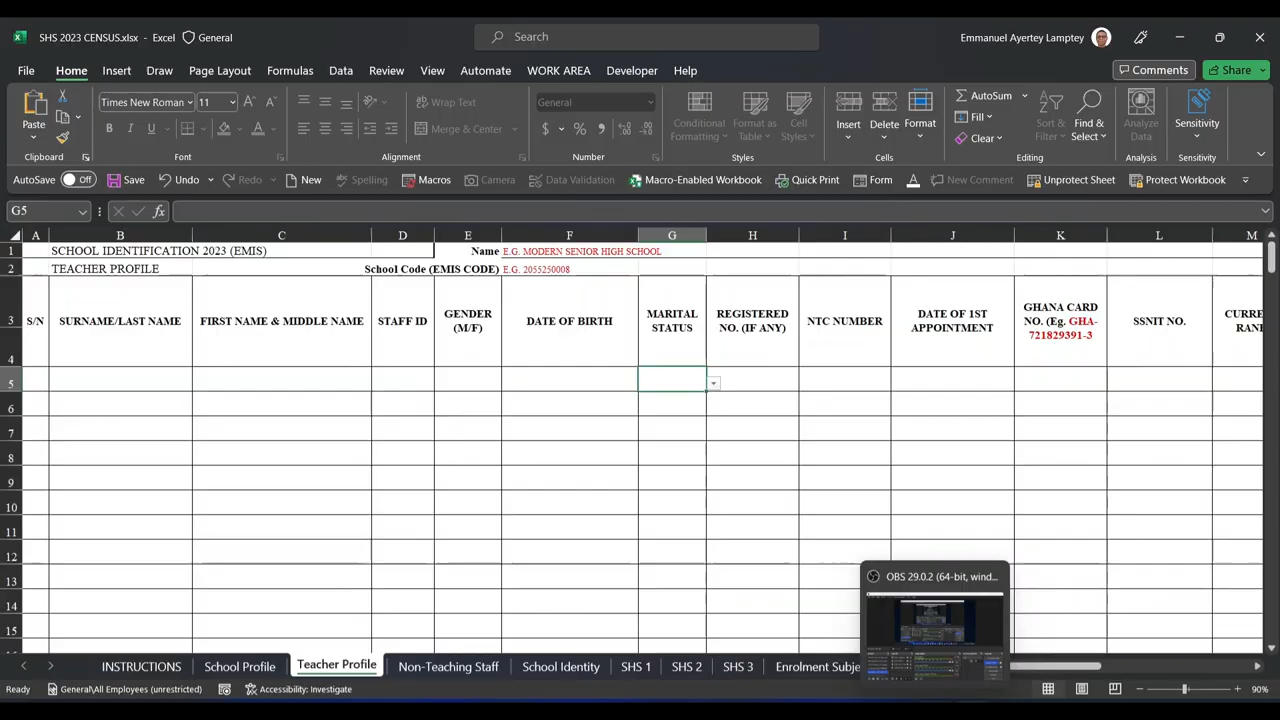 SHS 2023 CENSUS.xlsx - Excel General
Search
Emmanuel Ayertey Lamptey
File Home Insert Draw Page Layout Formulas Data Review View Automate WORK AREA Developer Help
Comments Share
Paste
Clipboard
Times New Roman 11
B I U
Font
Wrap Text
Merge & Center
Alignment
General
$ %
Number
Conditional Formatting
Format as Table
Cell Styles
Styles
Insert Delete Format
Cells
AutoSum
Fill
Clear
Sort & Filter
Find & Select
Editing
Analyze Data
Analysis
Sensitivity
Sensitivity
AutoSave Off Save Undo Redo New Spelling Macros Camera Data Validation Macro-Enabled Workbook Quick Print Form New Comment Unprotect Sheet Protect Workbook
G5 fx
A B C D E F G H I J K L M
1 SCHOOL IDENTIFICATION 2023 (EMIS) Name E.G. MODERN SENIOR HIGH SCHOOL
2 TEACHER PROFILE School Code (EMIS CODE) E.G. 2055250008
3 S/N SURNAME/LAST NAME FIRST NAME & MIDDLE NAME STAFF ID GENDER (M/F) DATE OF BIRTH MARITAL STATUS REGISTERED NO. (IF ANY) NTC NUMBER DATE OF 1ST APPOINTMENT GHANA CARD NO. (Eg. GHA-721829391-3 SSNIT NO. CURRE RANK
4
5
6
7
8
9
10
11
12
13
14
15
OBS 29.0.2 (64-bit, wind...
INSTRUCTIONS ofile Teacher Profile Non-Teaching Staff School Identity SHS 1 SHS 2 SHS 3 Enrolment Subje
Ready General\All Employees (unrestricted) Accessibility: Investigate 90%